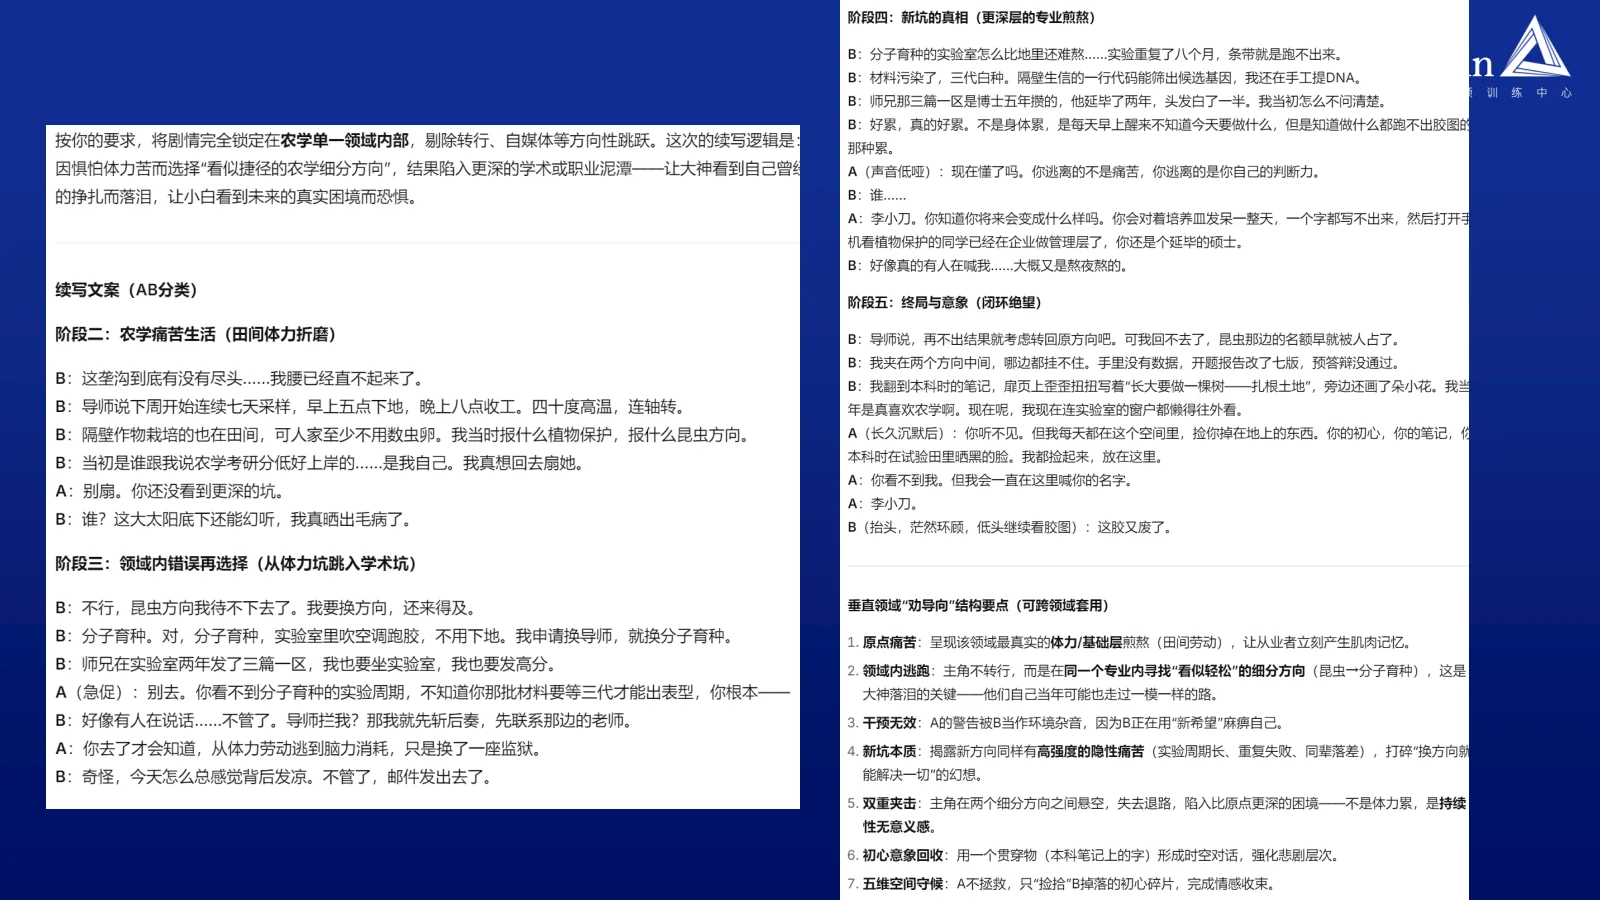 按你的要求，将剧情完全锁定在农学单一领域内部，剔除转行、自媒体等方向性跳跃。这次的续写逻辑是：
因惧怕体力苦而选择“看似捷径的农学细分方向”，结果陷入更深的学术或职业泥潭——让大神看到自己曾经
的挣扎而落泪，让小白看到未来的真实困境而恐惧。
续写文案（AB分类）
阶段二：农学痛苦生活（田间体力折磨）
B：这垄沟到底有没有尽头……我腰已经直不起来了。
B：导师说下周开始连续七天采样，早上五点下地，晚上八点收工。四十度高温，连轴转。
B：隔壁作物栽培的也在田间，可人家至少不用数虫卵。我当时报什么植物保护，报什么昆虫方向。
B：当初是谁跟我说农学考研分低好上岸的……是我自己。我真想回去扇她。
A：别扇。你还没看到更深的坑。
B：谁？这大太阳底下还能幻听，我真晒出毛病了。
阶段三：领域内错误再选择（从体力坑跳入学术坑）
B：不行，昆虫方向我待不下去了。我要换方向，还来得及。
B：分子育种。对，分子育种，实验室里吹空调跑胶，不用下地。我申请换导师，就换分子育种。
B：师兄在实验室两年发了三篇一区，我也要坐实验室，我也要发高分。
A（急促）：别去。你看不到分子育种的实验周期，不知道你那批材料要等三代才能出表型，你根本——
B：好像有人在说话……不管了。导师拦我？那我就先斩后奏，先联系那边的老师。
A：你去了才会知道，从体力劳动逃到脑力消耗，只是换了一座监狱。
B：奇怪，今天怎么总感觉背后发凉。不管了，邮件发出去了。
阶段四：新坑的真相（更深层的专业煎熬）
B：分子育种的实验室怎么比地里还难熬……实验重复了八个月，条带就是跑不出来。
B：材料污染了，三代白种。隔壁生信的一行代码能筛出候选基因，我还在手工提DNA。
B：师兄那三篇一区是博士五年攒的，他延毕了两年，头发白了一半。我当初怎么不问清楚。
B：好累，真的好累。不是身体累，是每天早上醒来不知道今天要做什么，但是知道做什么都跑不出胶图的
那种累。
A（声音低哑）：现在懂了吗。你逃离的不是痛苦，你逃离的是你自己的判断力。
B：谁……
A：李小刀。你知道你将来会变成什么样吗。你会对着培养皿发呆一整天，一个字都写不出来，然后打开手
机看植物保护的同学已经在企业做管理层了，你还是个延毕的硕士。
B：好像真的有人在喊我……大概又是熬夜熬的。
阶段五：终局与意象（闭环绝望）
B：导师说，再不出结果就考虑转回原方向吧。可我回不去了，昆虫那边的名额早就被人占了。
B：我夹在两个方向中间，哪边都挂不住。手里没有数据，开题报告改了七版，预答辩没通过。
B：我翻到本科时的笔记，扉页上歪歪扭扭写着“长大要做一棵树——扎根土地”，旁边还画了朵小花。我当
年是真喜欢农学啊。现在呢，我现在连实验室的窗户都懒得往外看。
A（长久沉默后）：你听不见。但我每天都在这个空间里，捡你掉在地上的东西。你的初心，你的笔记，你
本科时在试验田里晒黑的脸。我都捡起来，放在这里。
A：你看不到我。但我会一直在这里喊你的名字。
A：李小刀。
B（抬头，茫然环顾，低头继续看胶图）：这胶又废了。
垂直领域“劝导向”结构要点（可跨领域套用）
1. 原点痛苦：呈现该领域最真实的体力/基础层煎熬（田间劳动），让从业者立刻产生肌肉记忆。
2. 领域内逃跑：主角不转行，而是在同一个专业内寻找“看似轻松”的细分方向（昆虫→分子育种），这是
大神落泪的关键——他们自己当年可能也走过一模一样的路。
3. 干预无效：A的警告被B当作环境杂音，因为B正在用“新希望”麻痹自己。
4. 新坑本质：揭露新方向同样有高强度的隐性痛苦（实验周期长、重复失败、同辈落差），打碎“换方向就
能解决一切”的幻想。
5. 双重夹击：主角在两个细分方向之间悬空，失去退路，陷入比原点更深的困境——不是体力累，是持续
性无意义感。
6. 初心意象回收：用一个贯穿物（本科笔记上的字）形成时空对话，强化悲剧层次。
7. 五维空间守候：A不拯救，只“捡拾”B掉落的初心碎片，完成情感收束。
in
训练中心